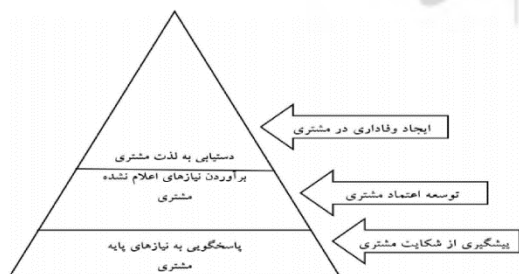 ایجاد وفاداری در مشتری
دستیابی به لذت مشتری
برآوردن نیازهای اعلام نشده
مشتری
توسعه اعتماد مشتری
پاسخگویی به نیازهای پایه
مشتری
پیشگیری از شکایت مشتری